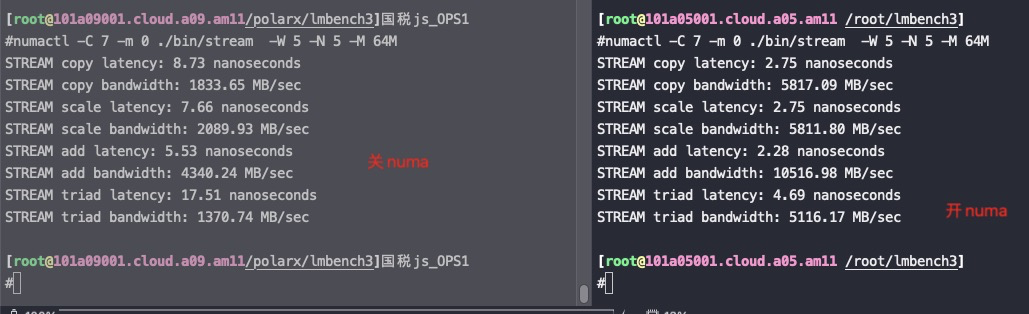 [root@101a09001.cloud.a09.am11/polarx/lmbench3]国税js_OPS1
#numactl -C 7 -m 0 ./bin/stream  -W 5 -N 5 -M 64M
STREAM copy latency: 8.73 nanoseconds
STREAM copy bandwidth: 1833.65 MB/sec
STREAM scale latency: 7.66 nanoseconds
STREAM scale bandwidth: 2089.93 MB/sec
STREAM add latency: 5.53 nanoseconds
STREAM add bandwidth: 4340.24 MB/sec
STREAM triad latency: 17.51 nanoseconds
STREAM triad bandwidth: 1370.74 MB/sec
关 numa
[root@101a09001.cloud.a09.am11/polarx/lmbench3]国税js_OPS1
#
[root@101a05001.cloud.a05.am11 /root/lmbench3]
#numactl -C 7 -m 0 ./bin/stream  -W 5 -N 5 -M 64M
STREAM copy latency: 2.75 nanoseconds
STREAM copy bandwidth: 5817.09 MB/sec
STREAM scale latency: 2.75 nanoseconds
STREAM scale bandwidth: 5811.80 MB/sec
STREAM add latency: 2.28 nanoseconds
STREAM add bandwidth: 10516.98 MB/sec
STREAM triad latency: 4.69 nanoseconds
STREAM triad bandwidth: 5116.17 MB/sec
开 numa
[root@101a05001.cloud.a05.am11 /root/lmbench3]
#